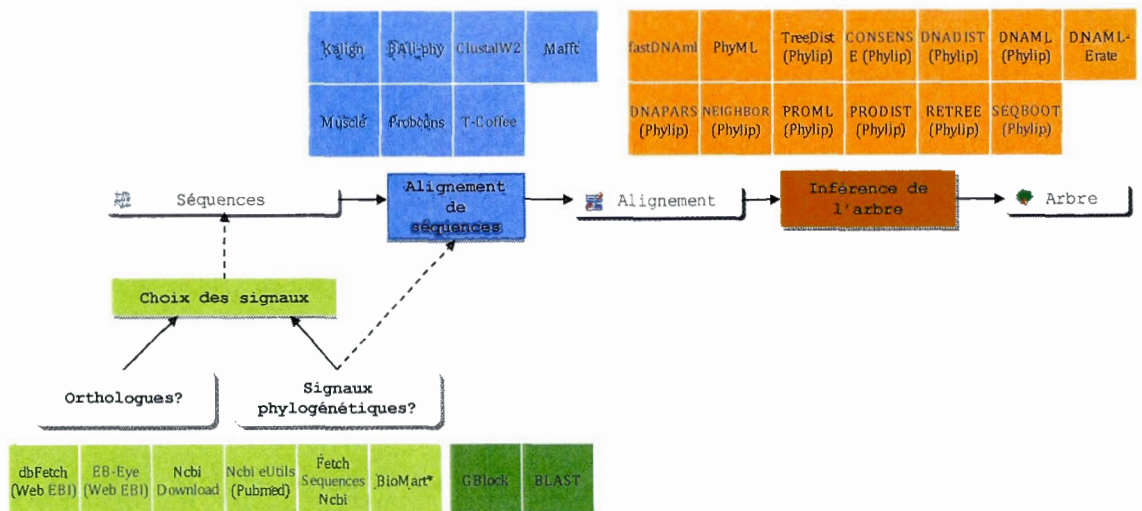 Kalign
BAli-phy
ClustalW2
Mafft
Muscle
Probcons
T-Coffee
fastDNAml
PhyML
TreeDist
(Phylip)
CONSENS
E (Phylip)
DNADIST
(Phylip)
DNAML
(Phylip)
DNAML-
Erate
DNAPARS
(Phylip)
NEIGHBOR
(Phylip)
PROML
(Phylip)
PRODIST
(Phylip)
RETREE
(Phylip)
SEQBOOT
(Phylip)
Séquences
Alignement
de
séquences
Alignement
Inférence de
l'arbre
Arbre
Choix des signaux
Orthologues?
Signaux
phylogénétiques?
dbFetch
(Web EBI)
EB-Eye
(Web EBI)
Ncbi
Download
Ncbi eUtils
(Pubmed)
Fetch
Sequences
Ncbi
BioMart*
GBlock
BLAST